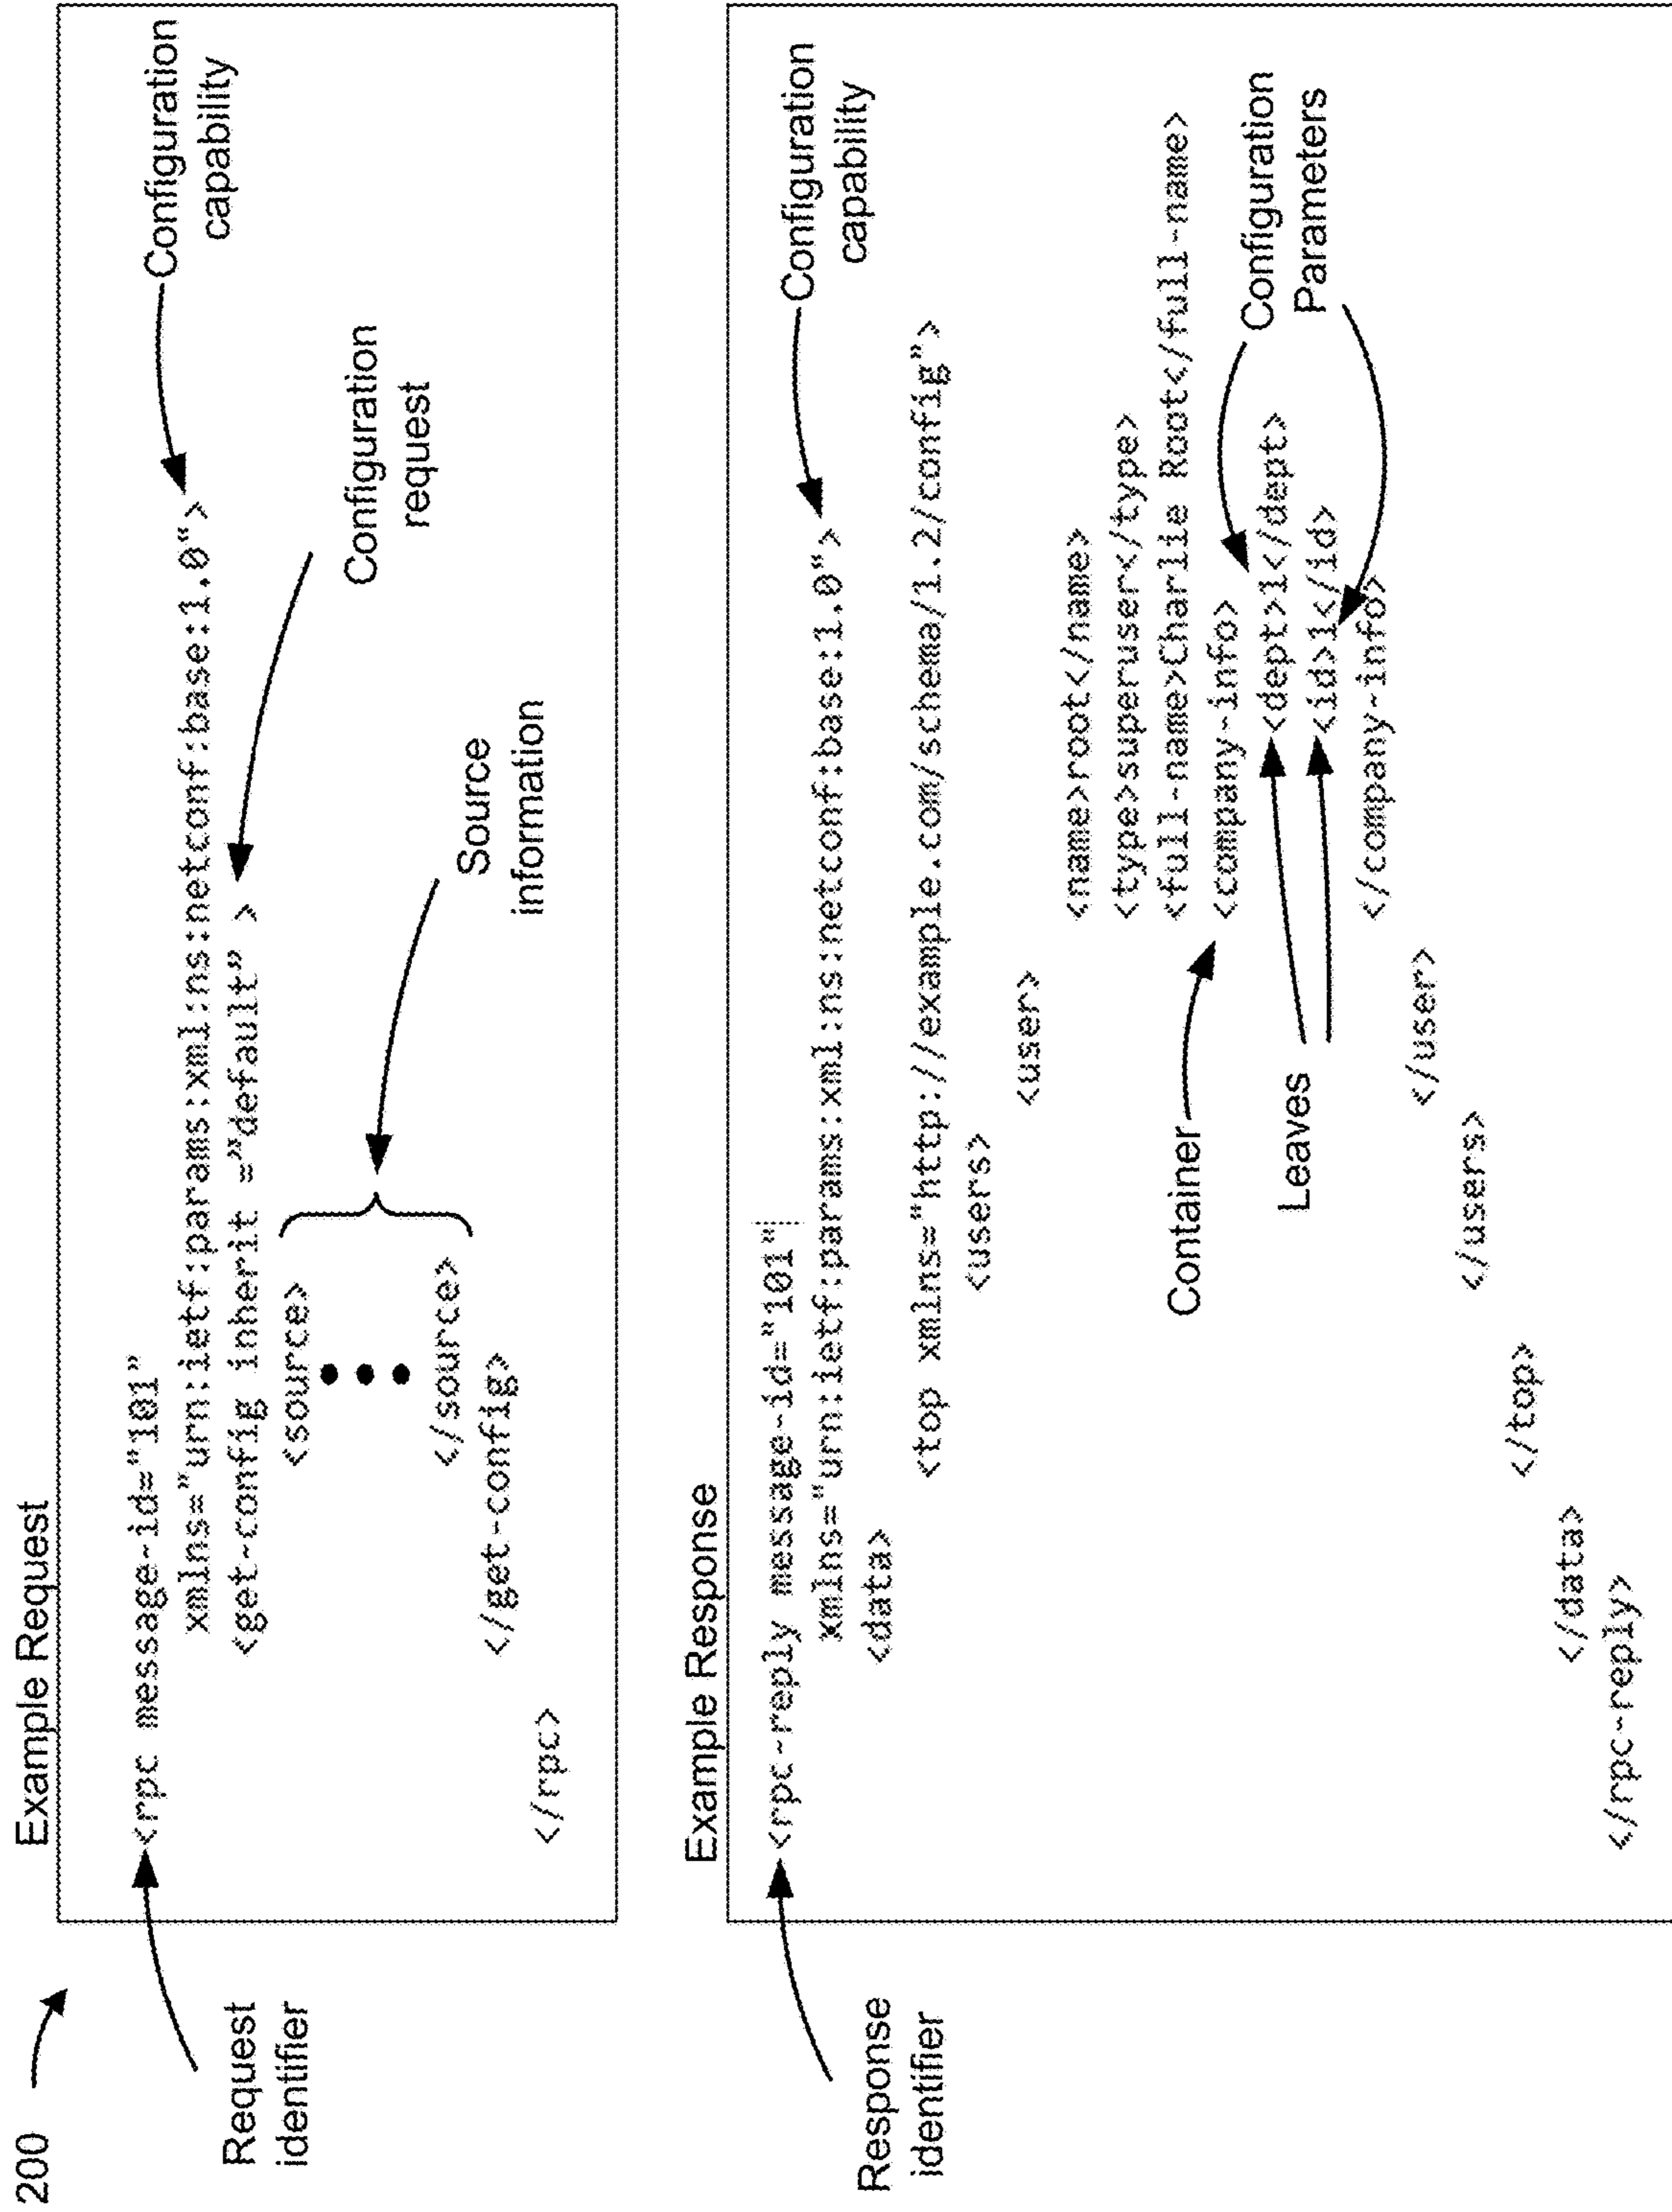 200
Example Request
Request
identifier
<rpc message-id="101"
xmlns="urn:ietf:params:xml:ns:netconf:base:1.0">
<get-config inherit ="default" >
<source>
</source>
</get-config>
</rpc>
Configuration
capability
Configuration
request
Source
information
Example Response
Response
identifier
<rpc-reply message-id="101"
xmlns="urn:ietf:params:xml:ns:netconf:base:1.0">
<data>
<top xmlns="http://example.com/schema/1.2/config">
<users>
<user>
<name>root</name>
<type>superuser</type>
<full-name>Charlie Root</full-name>
<company-info>
<dept>1</dept>
<id>1</id>
</company-info>
</user>
</users>
</top>
</data>
</rpc-reply>
Configuration
capability
Container
Leaves
Configuration
Parameters